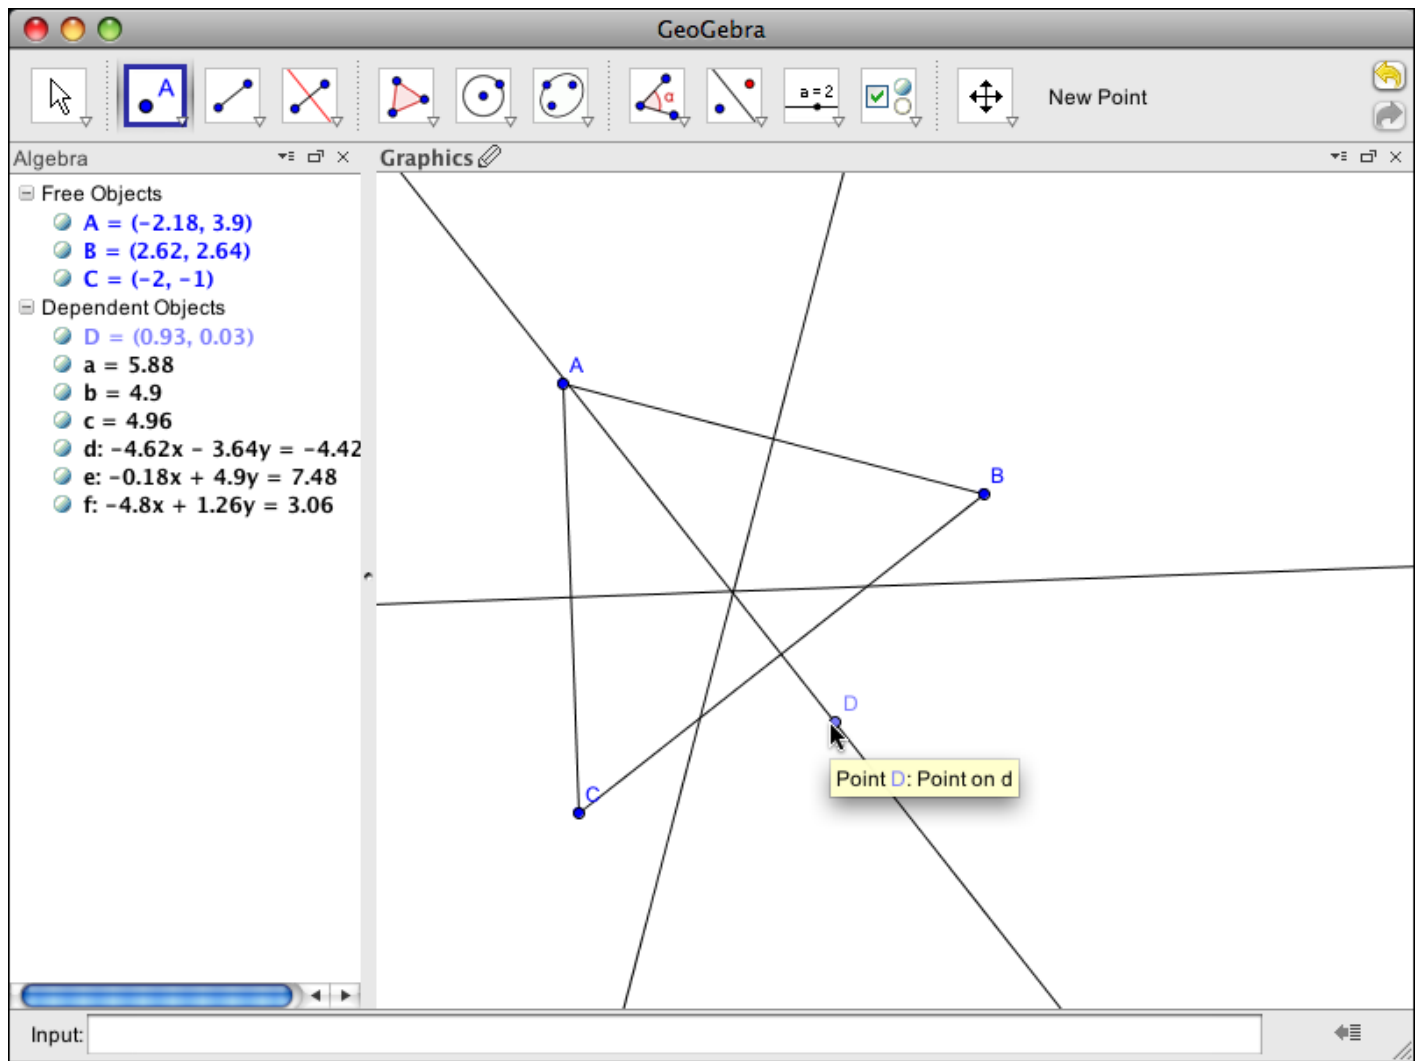 GeoGebra
A
α
a = 2
New Point
Algebra
Graphics
Free Objects
A = (-2.18, 3.9)
B = (2.62, 2.64)
C = (-2, -1)
Dependent Objects
D = (0.93, 0.03)
a = 5.88
b = 4.9
c = 4.96
d: -4.62x - 3.64y = -4.42
e: -0.18x + 4.9y = 7.48
f: -4.8x + 1.26y = 3.06
A
B
D
Point D: Point on d
C
Input: